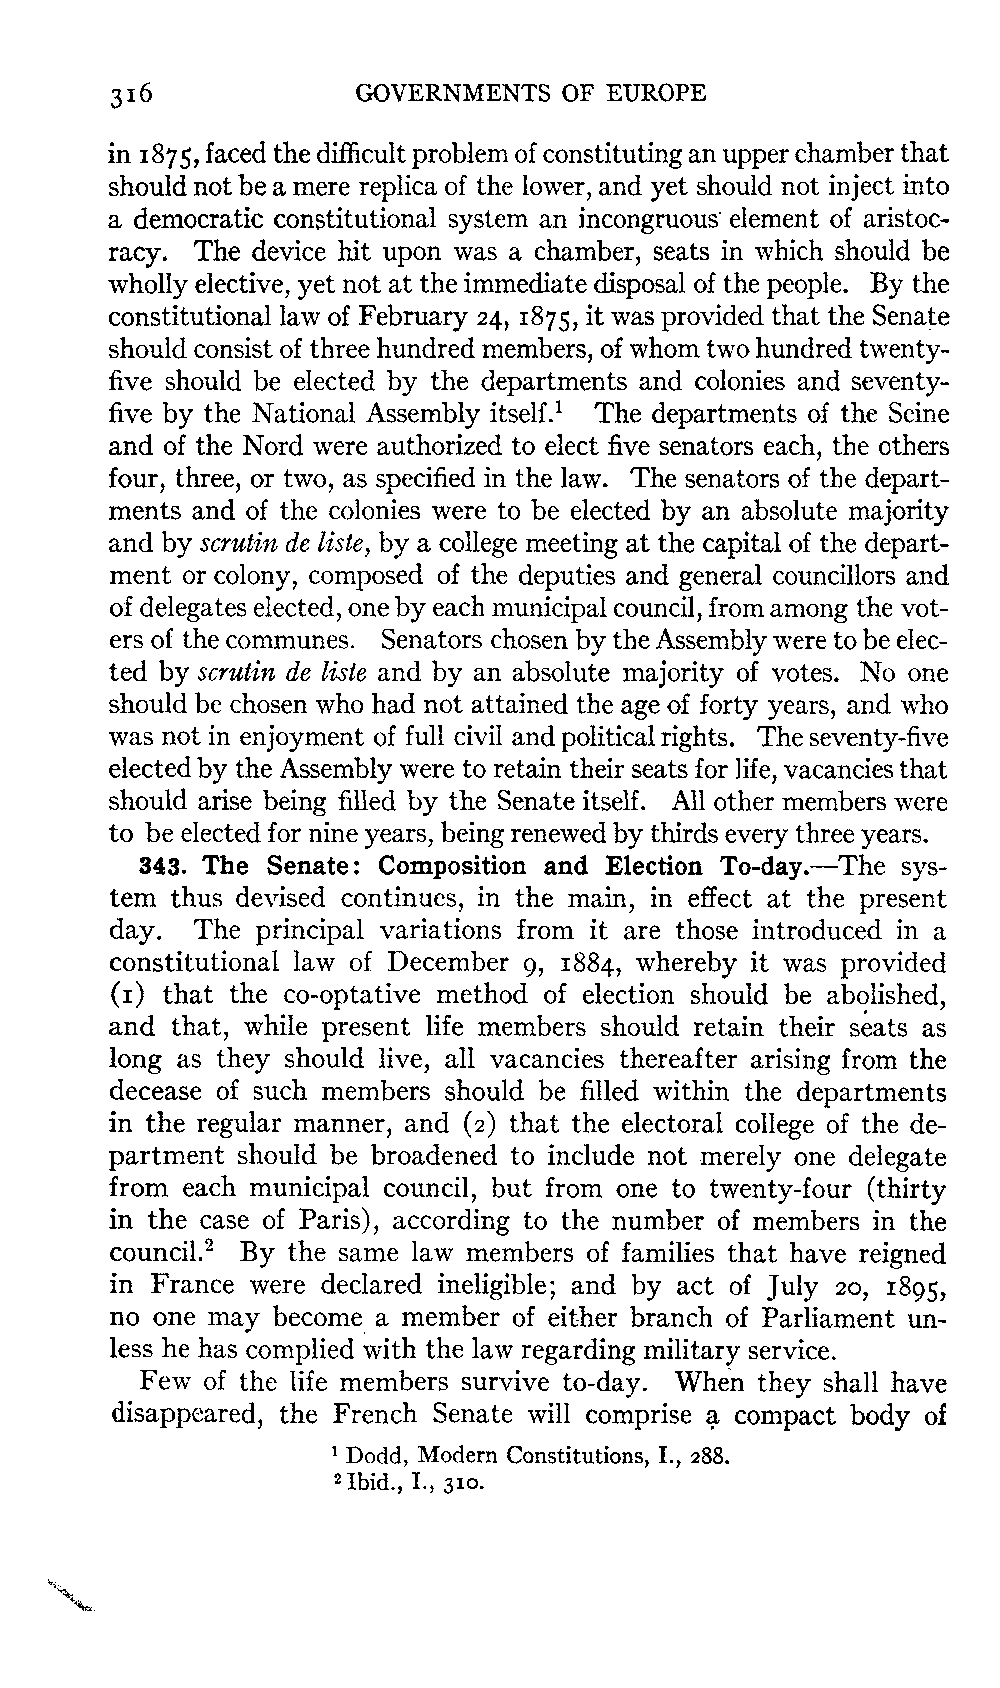 316 GOVERNMENTS OF EUROPE
in 1875, faced the difficult problem of constituting an upper chamber that
should not be a mere replica of the lower, and yet should not inject into
a democratic constitutional system an incongruous element of aristoc-
racy. The device hit upon was a chamber, seats in which should be
wholly elective, yet not at the immediate disposal of the people. By the
constitutional law of February 24, 1875, it was provided that the Senate
should consist of three hundred members, of whom two hundred twenty-
five should be elected by the departments and colonies and seventy-
five by the National Assembly itself.¹ The departments of the Seine
and of the Nord were authorized to elect five senators each, the others
four, three, or two, as specified in the law. The senators of the depart-
ments and of the colonies were to be elected by an absolute majority
and by scrutin de liste, by a college meeting at the capital of the depart-
ment or colony, composed of the deputies and general councillors and
of delegates elected, one by each municipal council, from among the vot-
ers of the communes. Senators chosen by the Assembly were to be elec-
ted by scrutin de liste and by an absolute majority of votes. No one
should be chosen who had not attained the age of forty years, and who
was not in enjoyment of full civil and political rights. The seventy-five
elected by the Assembly were to retain their seats for life, vacancies that
should arise being filled by the Senate itself. All other members were
to be elected for nine years, being renewed by thirds every three years.
343. The Senate: Composition and Election To-day.—The sys-
tem thus devised continues, in the main, in effect at the present
day. The principal variations from it are those introduced in a
constitutional law of December 9, 1884, whereby it was provided
(1) that the co-optative method of election should be abolished,
and that, while present life members should retain their seats as
long as they should live, all vacancies thereafter arising from the
decease of such members should be filled within the departments
in the regular manner, and (2) that the electoral college of the de-
partment should be broadened to include not merely one delegate
from each municipal council, but from one to twenty-four (thirty
in the case of Paris), according to the number of members in the
council.² By the same law members of families that have reigned
in France were declared ineligible; and by act of July 20, 1895,
no one may become a member of either branch of Parliament un-
less he has complied with the law regarding military service.
Few of the life members survive to-day. When they shall have
disappeared, the French Senate will comprise a compact body of
¹ Dodd, Modern Constitutions, I., 288.
² Ibid., I., 310.